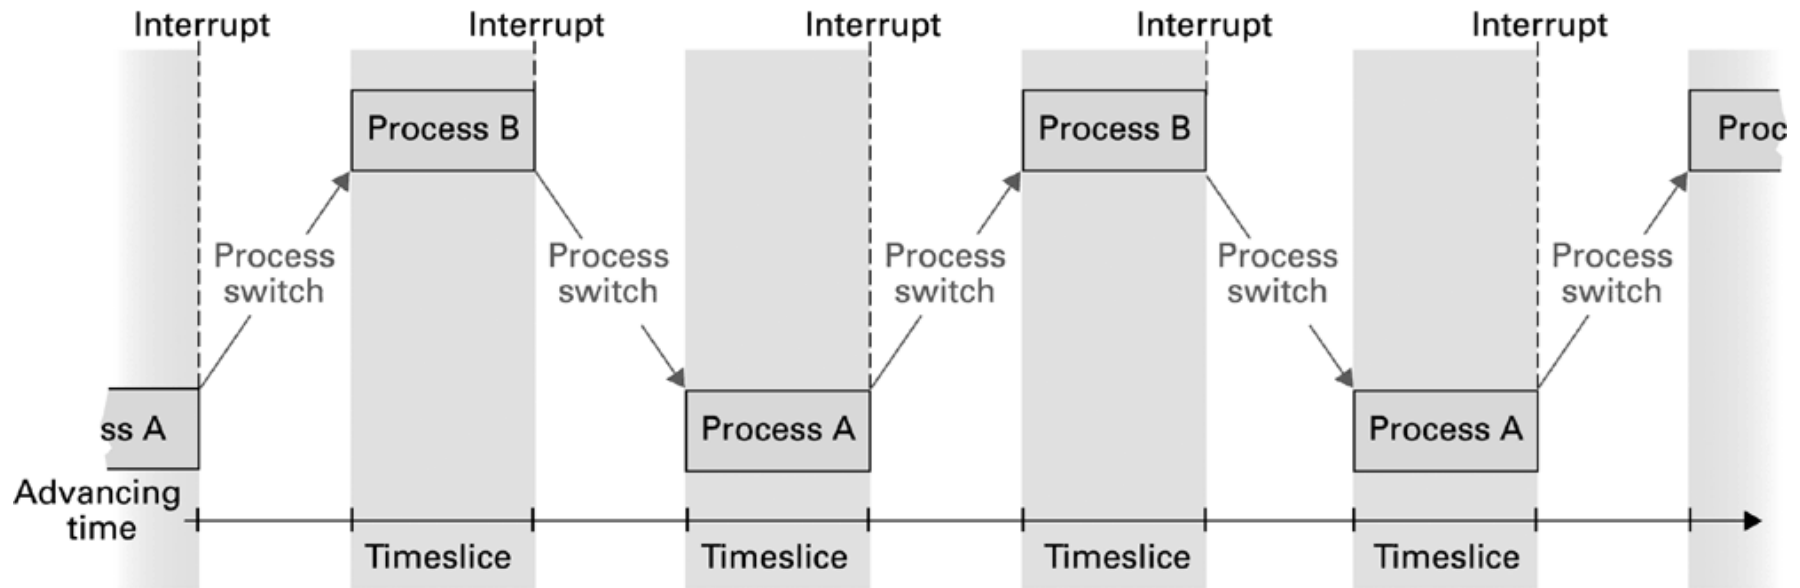 Interrupt Interrupt Interrupt Interrupt Interrupt
Process B Process B Proc
Process Process Process Process Process
switch switch switch switch switch
ss A Process A Process A
Advancing
time
Timeslice Timeslice Timeslice Timeslice